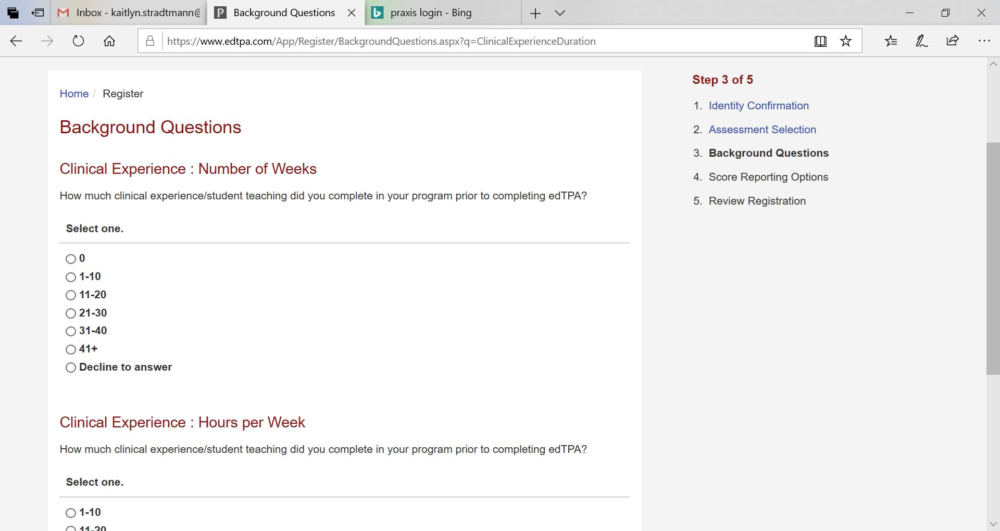 Inbox - kaitlyn.stradtmann@
Background Questions
praxis login - Bing
https://www.edtpa.com/App/Register/BackgroundQuestions.aspx?q=ClinicalExperienceDuration
Home / Register
Background Questions
Clinical Experience : Number of Weeks
How much clinical experience/student teaching did you complete in your program prior to completing edTPA?
Select one.
0
1-10
11-20
21-30
31-40
41+
Decline to answer
Clinical Experience : Hours per Week
How much clinical experience/student teaching did you complete in your program prior to completing edTPA?
Select one.
1-10
11-20
Step 3 of 5
1. Identity Confirmation
2. Assessment Selection
3. Background Questions
4. Score Reporting Options
5. Review Registration